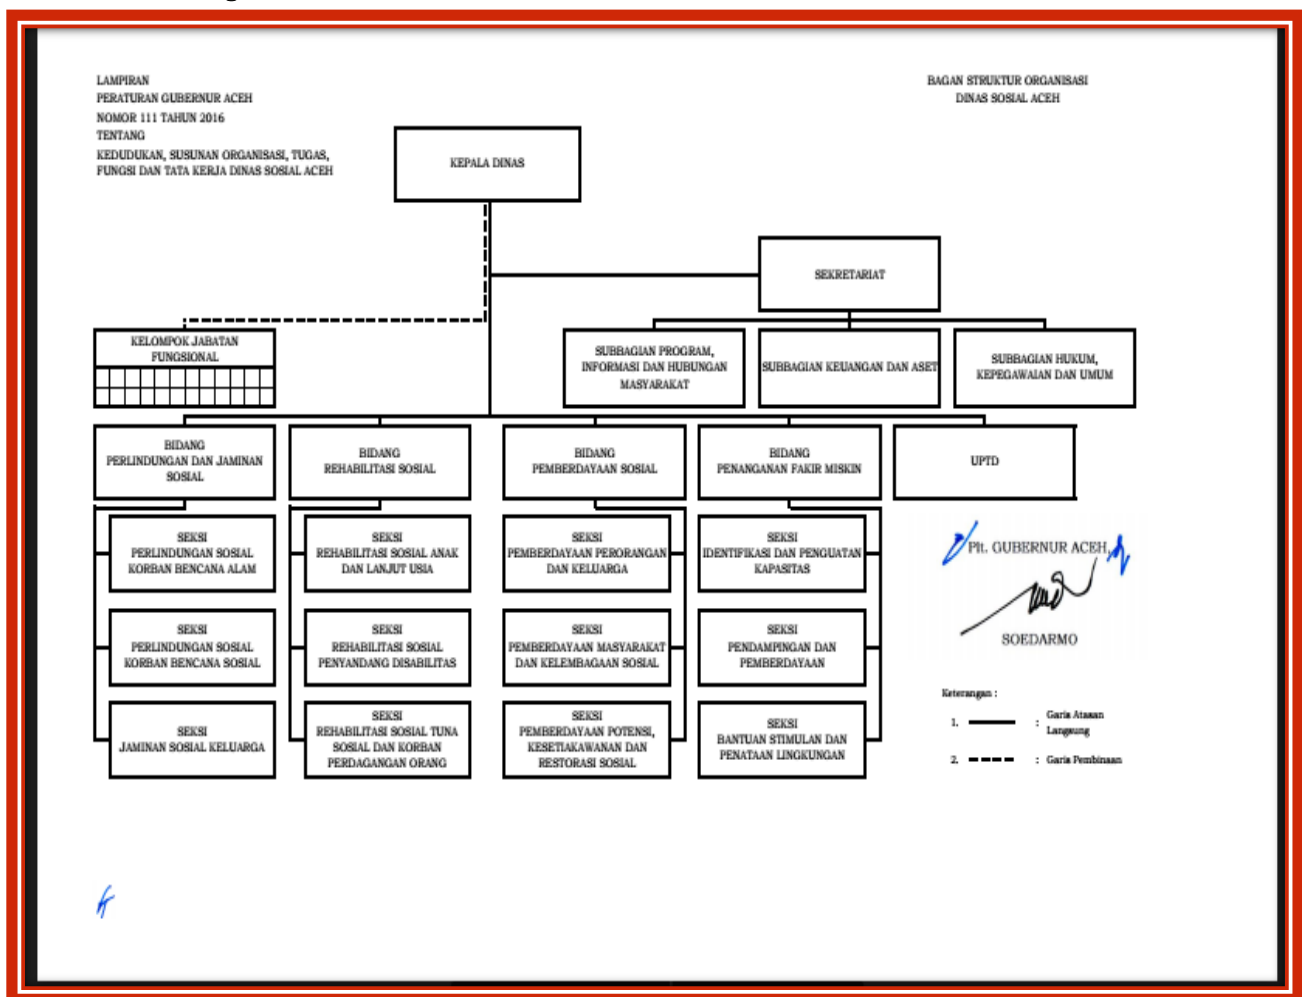 LAMPIRAN
PERATURAN GUBERNUR ACEH
NOMOR 111 TAHUN 2016
TENTANG
KEDUDUKAN, SUSUNAN ORGANISASI, TUGAS,
FUNGSI DAN TATA KERJA DINAS SOSIAL ACEH
BAGAN STRUKTUR ORGANISASI
DINAS SOSIAL ACEH
KEPALA DINAS
SEKRETARIAT
KELOMPOK JABATAN
FUNGSIONAL
SUBBAGIAN PROGRAM,
INFORMASI DAN HUBUNGAN
MASYARAKAT
SUBBAGIAN KEUANGAN DAN ASET
SUBBAGIAN HUKUM,
KEPEGAWAIAN DAN UMUM
BIDANG
PERLINDUNGAN DAN JAMINAN
SOSIAL
BIDANG
REHABILITASI SOSIAL
BIDANG
PEMBERDAYAAN SOSIAL
BIDANG
PENANGANAN FAKIR MISKIN
UPTD
SEKSI
PERLINDUNGAN SOSIAL
KORBAN BENCANA ALAM
SEKSI
REHABILITASI SOSIAL ANAK
DAN LANJUT USIA
SEKSI
PEMBERDAYAAN PERORANGAN
DAN KELUARGA
SEKSI
IDENTIFIKASI DAN PENGUATAN
KAPASITAS
SEKSI
PERLINDUNGAN SOSIAL
KORBAN BENCANA SOSIAL
SEKSI
REHABILITASI SOSIAL
PENYANDANG DISABILITAS
SEKSI
PEMBERDAYAAN MASYARAKAT
DAN KELEMBAGAAN SOSIAL
SEKSI
PENDAMPINGAN DAN
PEMBERDAYAAN
SEKSI
JAMINAN SOSIAL KELUARGA
SEKSI
REHABILITASI SOSIAL TUNA
SOSIAL DAN KORBAN
PERDAGANGAN ORANG
SEKSI
PEMBERDAYAAN POTENSI,
KESETIAKAWANAN DAN
RESTORASI SOSIAL
SEKSI
BANTUAN STIMULAN DAN
PENATAAN LINGKUNGAN
Plt. GUBERNUR ACEH,
SOEDARMO
Keterangan :
1. : Garis Atasan
Langsung
2. : Garis Pembinaan